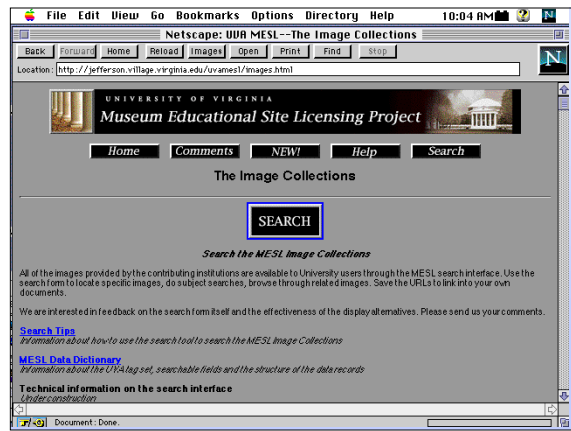 File Edit View Go Bookmarks Options Directory Help 10:04 AM
Netscape: UVA MESL--The Image Collections
Back Forward Home Reload Images Open Print Find Stop
N
Location: http://jefferson.village.virginia.edu/uvamesl/images.html
UNIVERSITY OF VIRGINIA
Museum Educational Site Licensing Project
Home Comments NEW! Help Search
The Image Collections
SEARCH
Search the MESL Image Collections
All of the images provided by the contributing institutions are available to University users through the MESL search interface. Use the
search form to locate specific images, do subject searches, browse through related images. Save the URLs to link into your own
documents.
We are interested in feedback on the search form itself and the effectiveness of the display alternatives. Please send us your comments.
Search Tips
Information about how to use the search tool to search the MESL Image Collections
MESL Data Dictionary
Information about the UVA tag set, searchable fields and the structure of the data records
Technical information on the search interface
Under construction
Document: Done.